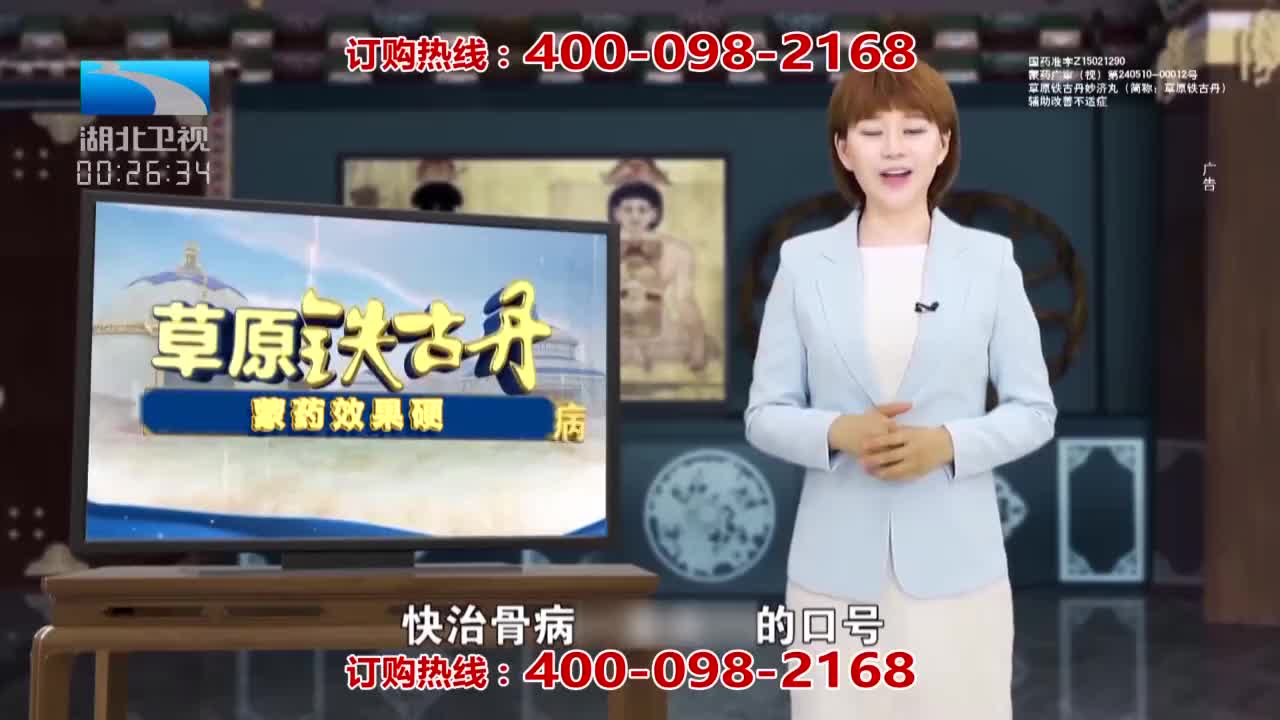 订购热线：400-098-2168
湖北卫视
00:26:34
国药准字Z15021290
蒙药广审（视）第240510-00012号
草原铁古丹妙济丸（简称：草原铁古丹）
辅助改善不适症
广告
草原铁古丹
蒙药效果硬
病
快治骨病 的口号
订购热线：400-098-2168